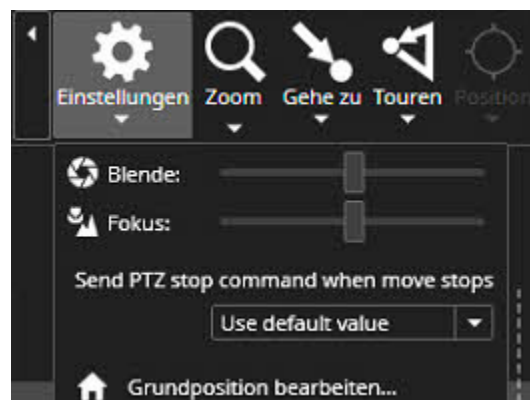 Einstellungen Zoom Gehe zu Touren Position
Blende:
Fokus:
Send PTZ stop command when move stops
Use default value
Grundposition bearbeiten...